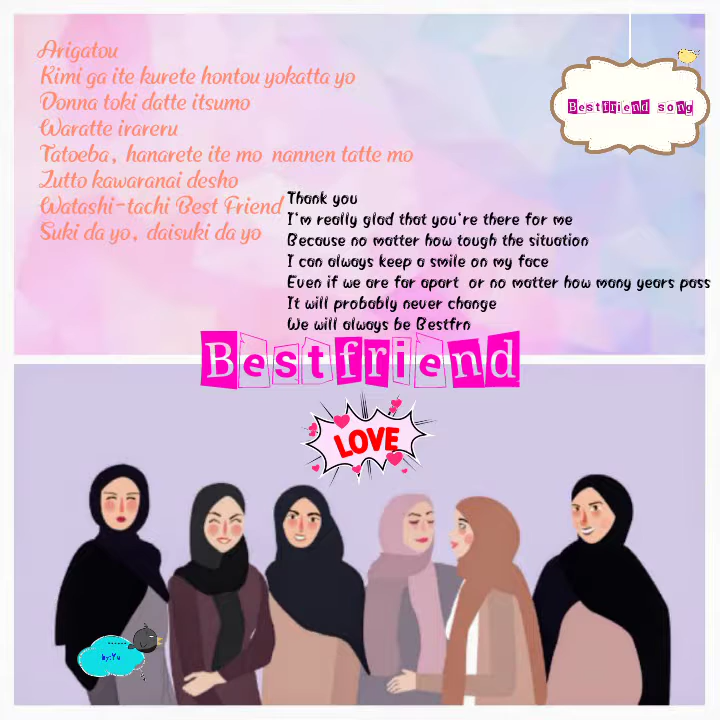 Arigatou
Kimi ga ite kurete hontou yokatta yo
Donna toki datte itsumo
Waratte irareru
Tatoeba, hanarete ite mo nannen tatte mo
Zutto kawaranai desho
Watashi-tachi Best Friend
Suki da yo, daisuki da yo
Bestfriend song
Thank you
I'm really glad that you're there for me
Because no matter how tough the situation
I can always keep a smile on my face
Even if we are far apart or no matter how many years pass
It will probably never change
We will always be Bestfrn
Bestfriend
LOVE
by:Yu